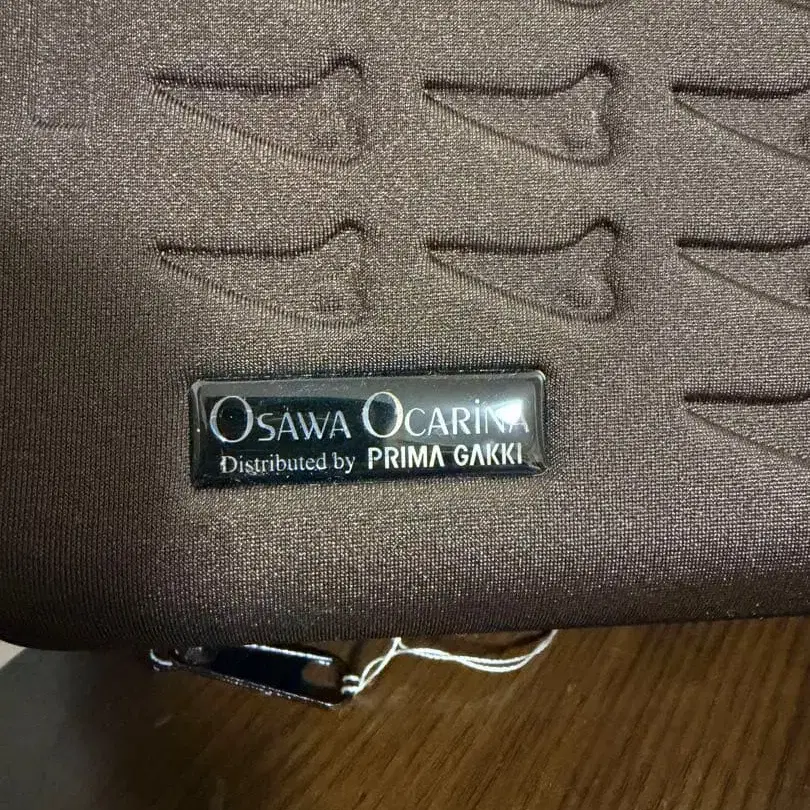 OSAWA OCARINA
Distributed by PRIMA GAKKI